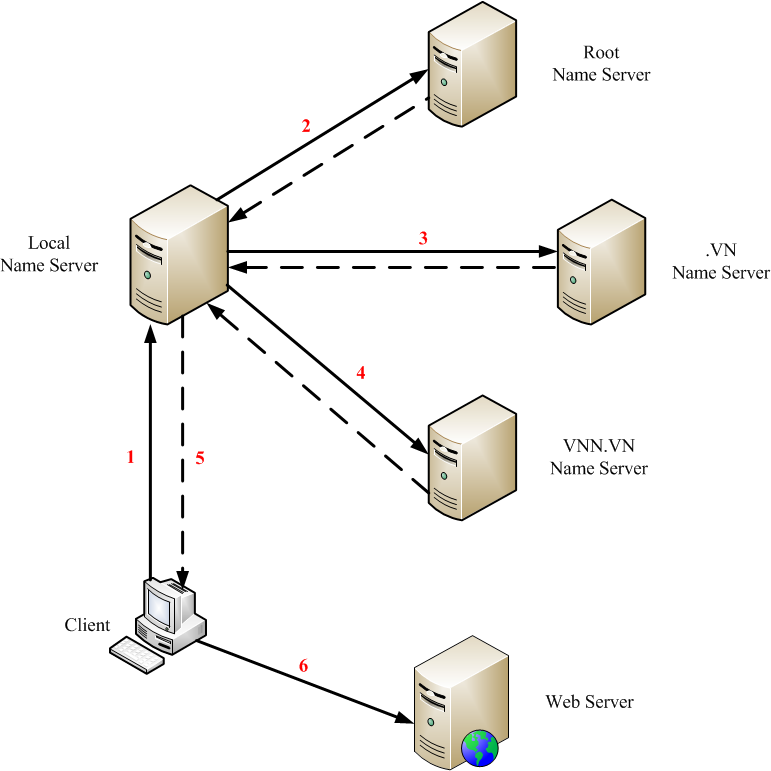 Root
Name Server
2
Local
Name Server
3
.VN
Name Server
4
VNN.VN
Name Server
1
5
Client
6
Web Server